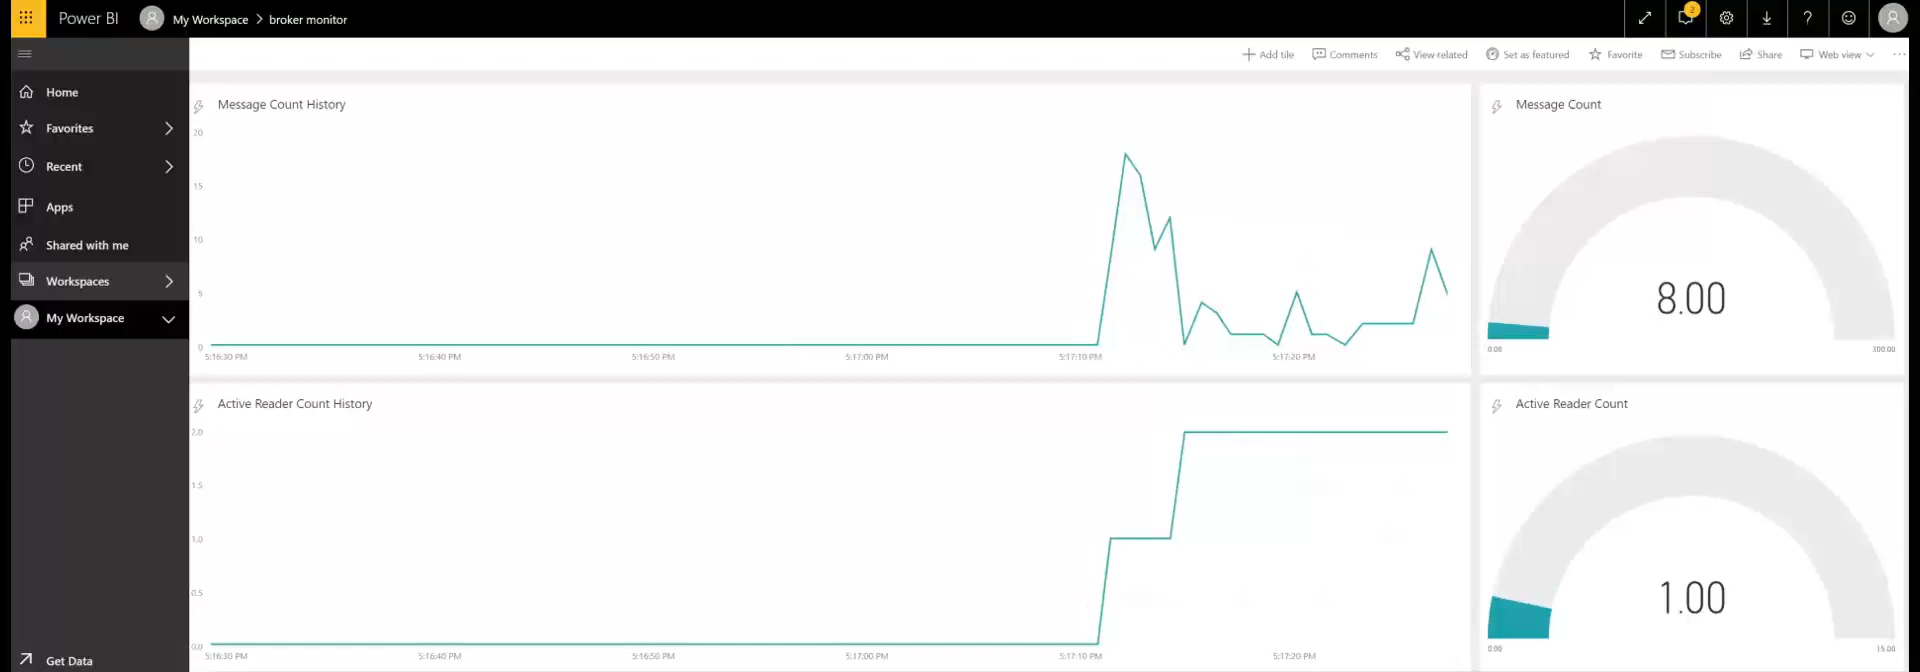 Power BI My Workspace > broker monitor 2
Add tile Comments View related Set as featured Favorite Subscribe Share Web view ...
Home
Favorites
Recent
Apps
Shared with me
Workspaces
My Workspace
Get Data
Message Count History
20
15
10
5
0
5:16:30 PM 5:16:40 PM 5:16:50 PM 5:17:00 PM 5:17:10 PM 5:17:20 PM
Message Count
8.00
0.00 300.00
Active Reader Count History
2.0
1.5
1.0
0.5
0.0
5:16:30 PM 5:16:40 PM 5:16:50 PM 5:17:00 PM 5:17:10 PM 5:17:20 PM
Active Reader Count
1.00
0.00 15.00